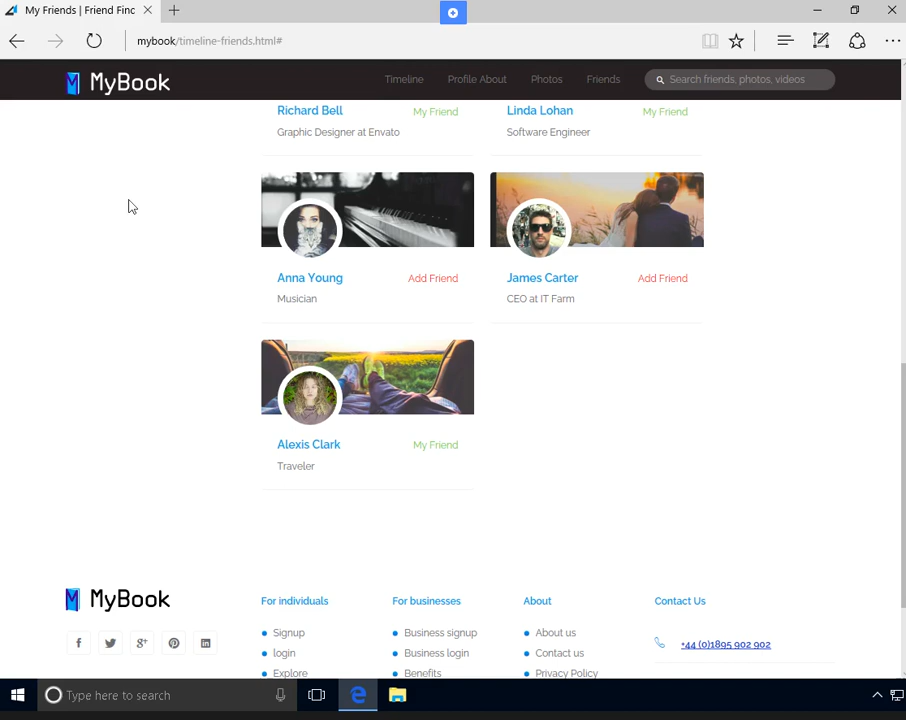 My Friends | Friend Finc
mybook/timeline-friends.html#
MyBook
Timeline
Profile About
Photos
Friends
Search friends, photos, videos
Richard Bell
My Friend
Graphic Designer at Envato
Linda Lohan
My Friend
Software Engineer
Anna Young
Add Friend
Musician
James Carter
Add Friend
CEO at IT Farm
Alexis Clark
My Friend
Traveler
MyBook
For individuals
Signup
login
Explore
For businesses
Business signup
Business login
Benefits
About
About us
Contact us
Privacy Policy
Contact Us
+44 (0)1895 902 902
Type here to search